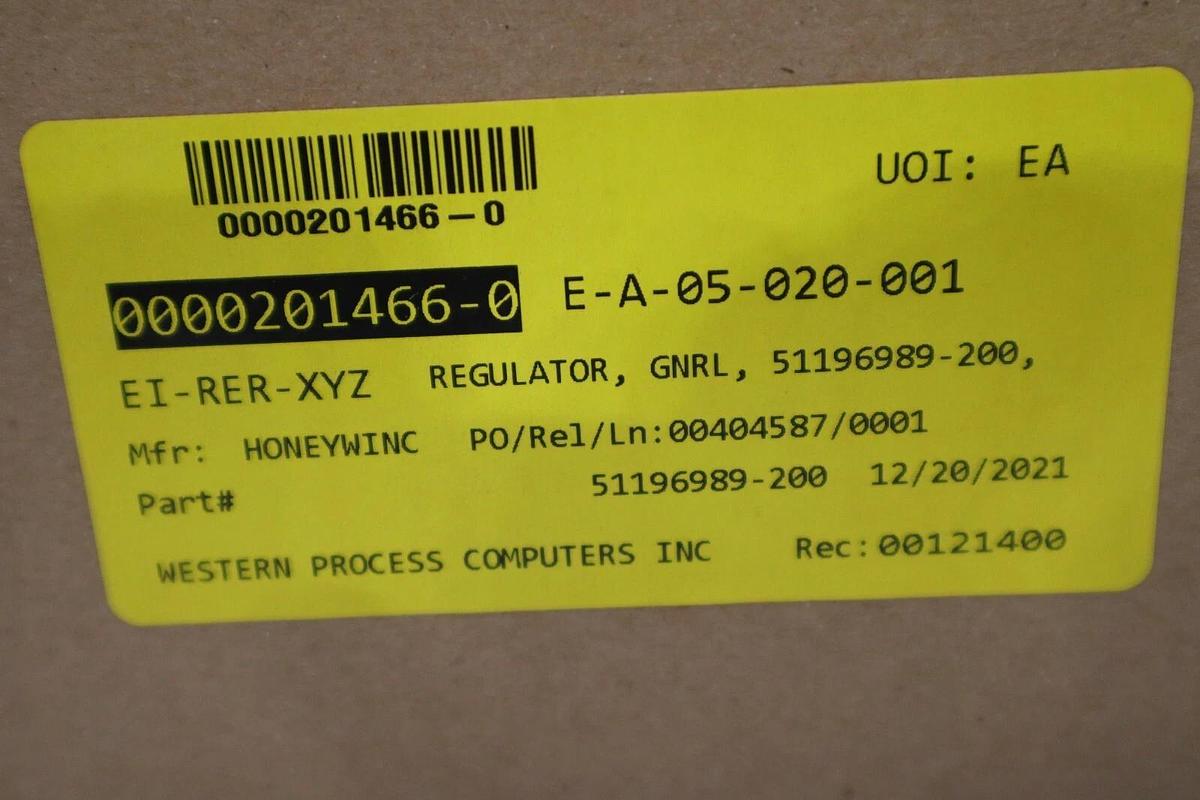 0000201466-0
UOI: EA
0000201466-0 E-A-05-020-001
EI-RER-XYZ REGULATOR, GNRL, 51196989-200,
Mfr: HONEYWINC PO/Rel/Ln:00404587/0001
Part# 51196989-200 12/20/2021
WESTERN PROCESS COMPUTERS INC Rec:00121400